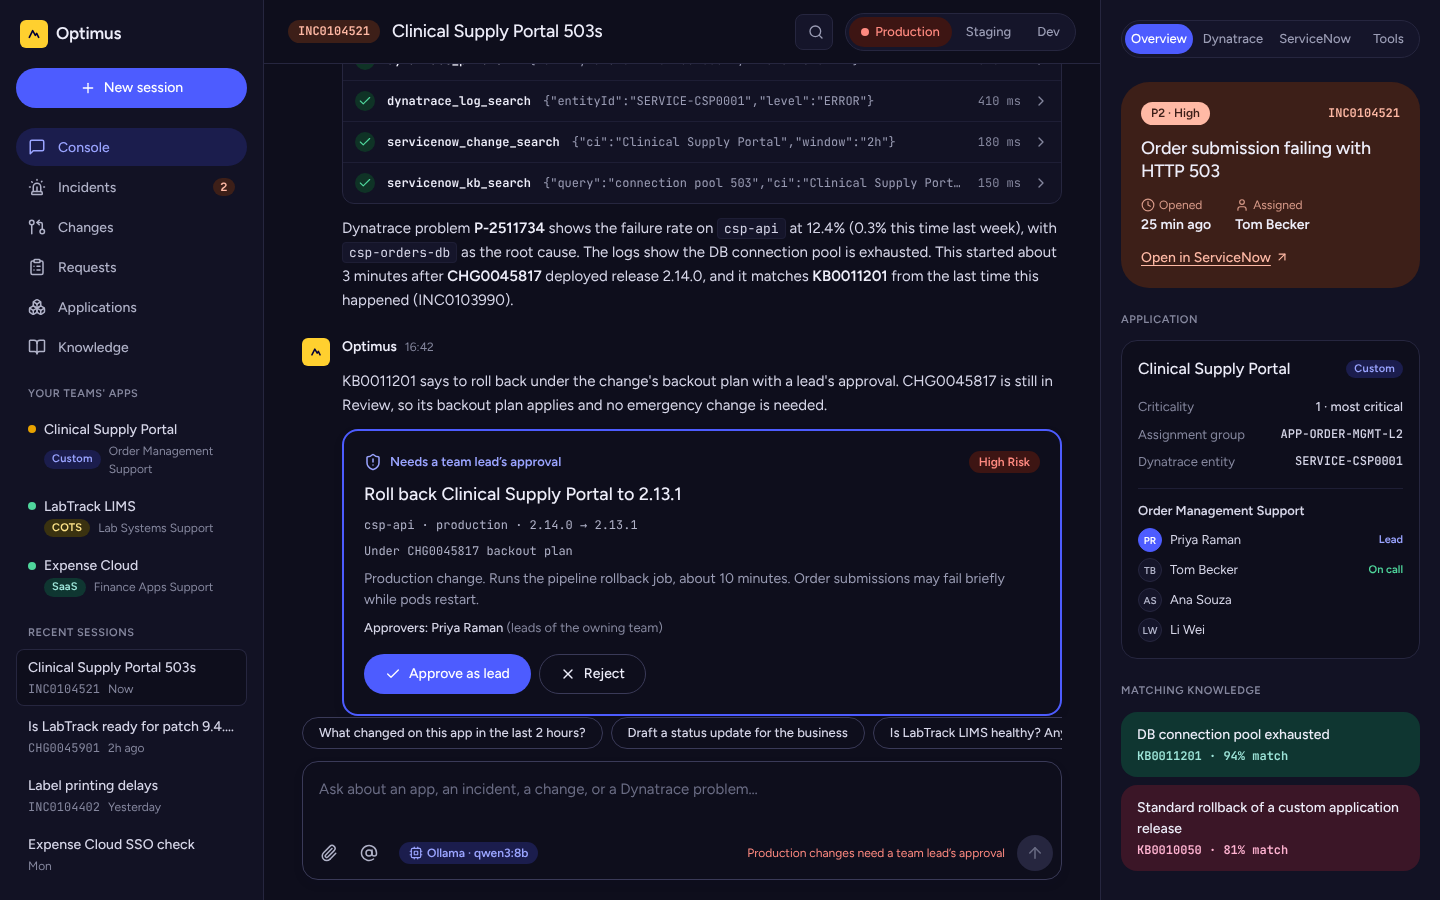 Optimus
New session
Console
Incidents
2
Changes
Requests
Applications
Knowledge
YOUR TEAMS' APPS
Clinical Supply Portal
Custom
Order Management
Support
LabTrack LIMS
COTS
Lab Systems Support
Expense Cloud
SaaS
Finance Apps Support
RECENT SESSIONS
Clinical Supply Portal 503s
INC0104521 Now
Is LabTrack ready for patch 9.4....
CHG0045901 2h ago
Label printing delays
INC0104402 Yesterday
Expense Cloud SSO check
Mon
INC0104521
Clinical Supply Portal 503s
Production
Staging
Dev
dynatrace_log_search {"entityId":"SERVICE-CSP0001","level":"ERROR"} 410 ms
servicenow_change_search {"ci":"Clinical Supply Portal","window":"2h"} 180 ms
servicenow_kb_search {"query":"connection pool 503","ci":"Clinical Supply Port… 150 ms
Dynatrace problem P-2511734 shows the failure rate on csp-api at 12.4% (0.3% this time last week), with
csp-orders-db as the root cause. The logs show the DB connection pool is exhausted. This started about
3 minutes after CHG0045817 deployed release 2.14.0, and it matches KB0011201 from the last time this
happened (INC0103990).
Optimus 16:42
KB0011201 says to roll back under the change's backout plan with a lead's approval. CHG0045817 is still in
Review, so its backout plan applies and no emergency change is needed.
Needs a team lead's approval
High Risk
Roll back Clinical Supply Portal to 2.13.1
csp-api · production · 2.14.0 → 2.13.1
Under CHG0045817 backout plan
Production change. Runs the pipeline rollback job, about 10 minutes. Order submissions may fail briefly
while pods restart.
Approvers: Priya Raman (leads of the owning team)
Approve as lead
Reject
What changed on this app in the last 2 hours?
Draft a status update for the business
Is LabTrack LIMS healthy? Any
Ask about an app, an incident, a change, or a Dynatrace problem...
Ollama · qwen3:8b
Production changes need a team lead's approval
Overview
Dynatrace
ServiceNow
Tools
P2 · High
INC0104521
Order submission failing with
HTTP 503
Opened
25 min ago
Assigned
Tom Becker
Open in ServiceNow
APPLICATION
Clinical Supply Portal
Custom
Criticality 1 · most critical
Assignment group APP-ORDER-MGMT-L2
Dynatrace entity SERVICE-CSP0001
Order Management Support
PR Priya Raman Lead
TB Tom Becker On call
AS Ana Souza
LW Li Wei
MATCHING KNOWLEDGE
DB connection pool exhausted
KB0011201 · 94% match
Standard rollback of a custom application
release
KB0010050 · 81% match